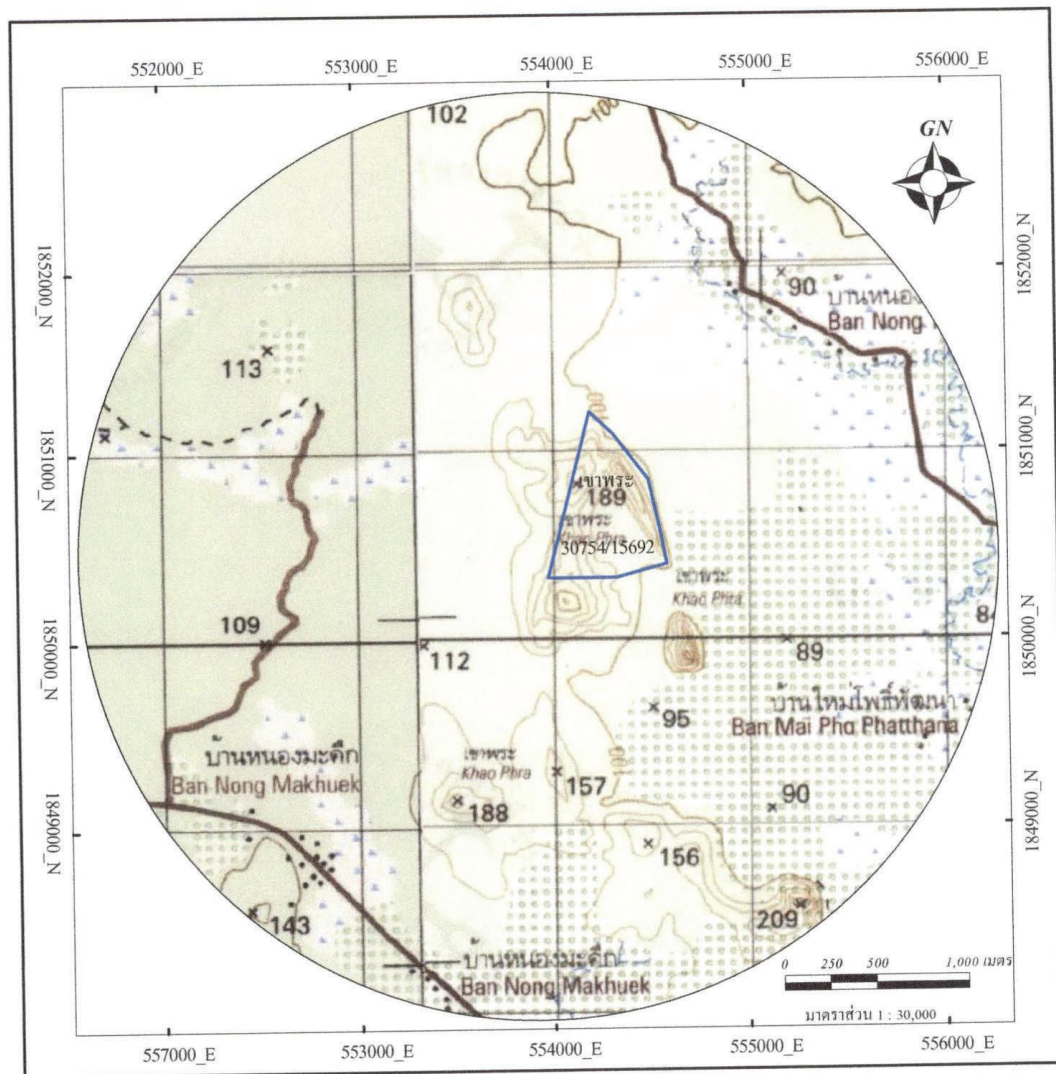 552000_E 553000_E 554000_E 555000_E 556000_E
GN
102
100
1852000_N
1852000_N
90
บานหนอง
Ban Nong
113
100
1851000_N
1851000_N
เขาพระ
189
เขาพระ
Khao Phra
30754/15692
เขาพระ
Khao Phra
109
84
1850000_N
112
89
1850000_N
95
บ้านใหม่โพธิ์พัฒนา
Ban Mai Pho Phatthana
บ้านหนองมะคึก
Ban Nong Makhuek
เขาพระ
Khao Phra
157
100
188
90
1849000_N
1849000_N
156
143
209
บ้านหนองมะคึก
Ban Nong Makhuek
0 250 500 1,000 เมตร
มาตราส่วน 1 : 30,000
557000_E 553000_E 554000_E 555000_E 556000_E